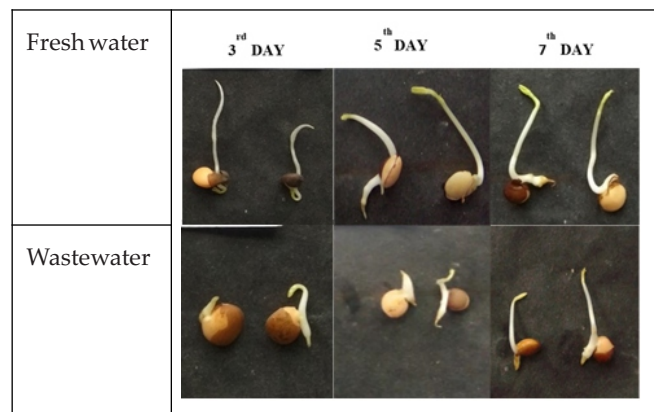 Fresh water
3rd DAY
5th DAY
7th DAY
Wastewater